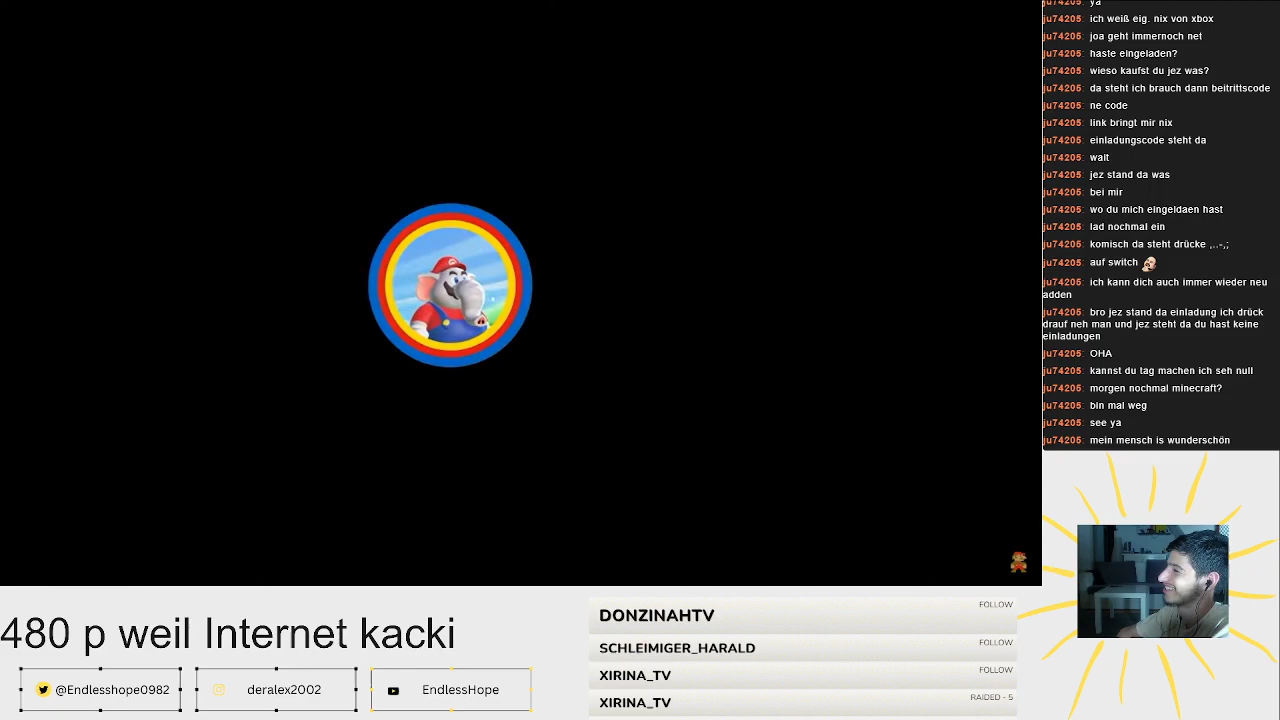 ju74205: ya
ju74205: ich weiß eig. nix von xbox
ju74205: joa geht immernoch net
ju74205: haste eingeladen?
ju74205: wieso kaufst du jez was?
ju74205: da steht ich brauch dann beitrittscode
ju74205: ne code
ju74205: link bringt mir nix
ju74205: einladungscode steht da
ju74205: wait
ju74205: jez stand da was
ju74205: bei mir
ju74205: wo du mich eingeldaen hast
ju74205: lad nochmal ein
ju74205: komisch da steht drücke ,..-,;
ju74205: auf switch
ju74205: ich kann dich auch immer wieder neu
adden
ju74205: bro jez stand da einladung ich drück
drauf neh man und jez steht da du hast keine
einladungen
ju74205: OHA
ju74205: kannst du tag machen ich seh null
ju74205: morgen nochmal minecraft?
ju74205: bin mal weg
ju74205: see ya
ju74205: mein mensch is wunderschön
480 p weil Internet kacki
@Endlesshope0982
deralex2002
EndlessHope
DONZINAHTV FOLLOW
SCHLEIMIGER_HARALD FOLLOW
XIRINA_TV FOLLOW
XIRINA_TV RAIDED - 5